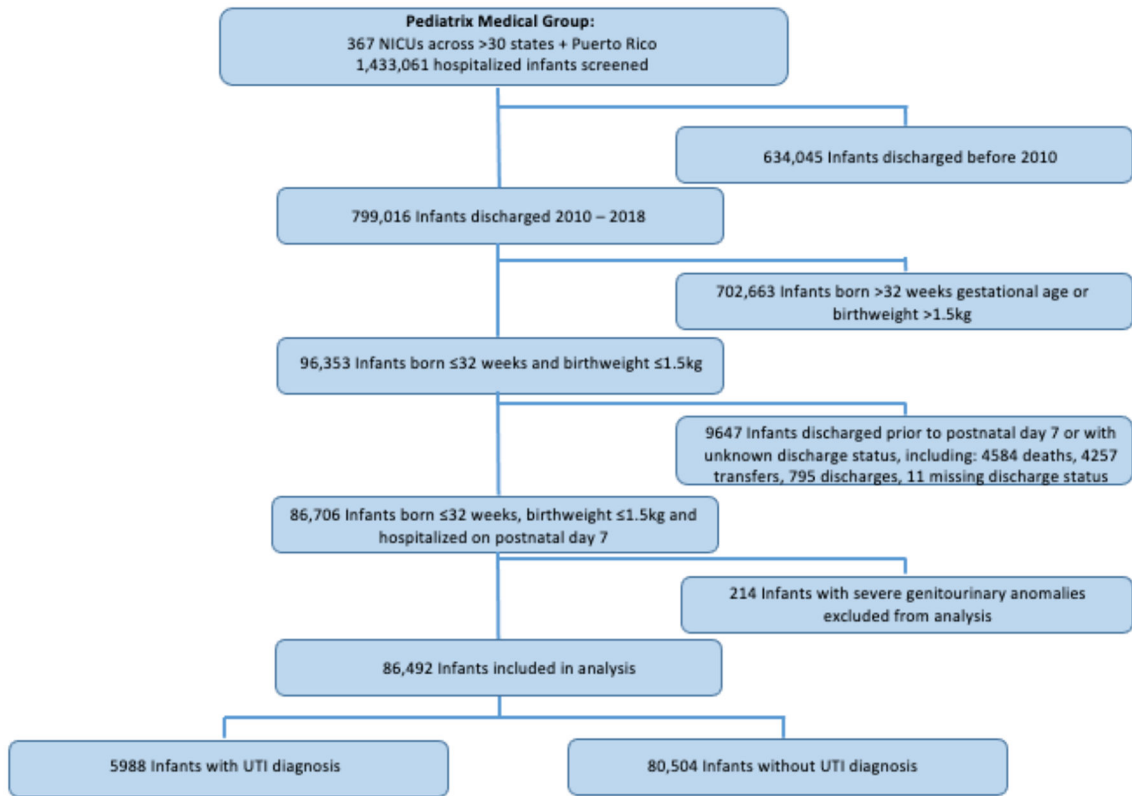 Pediatrix Medical Group:
367 NICUs across >30 states + Puerto Rico
1,433,061 hospitalized infants screened
634,045 Infants discharged before 2010
799,016 Infants discharged 2010 – 2018
702,663 Infants born >32 weeks gestational age or
birthweight >1.5kg
96,353 Infants born ≤32 weeks and birthweight ≤1.5kg
9647 Infants discharged prior to postnatal day 7 or with
unknown discharge status, including: 4584 deaths, 4257
transfers, 795 discharges, 11 missing discharge status
86,706 Infants born ≤32 weeks, birthweight ≤1.5kg and
hospitalized on postnatal day 7
214 Infants with severe genitourinary anomalies
excluded from analysis
86,492 Infants included in analysis
5988 Infants with UTI diagnosis
80,504 Infants without UTI diagnosis